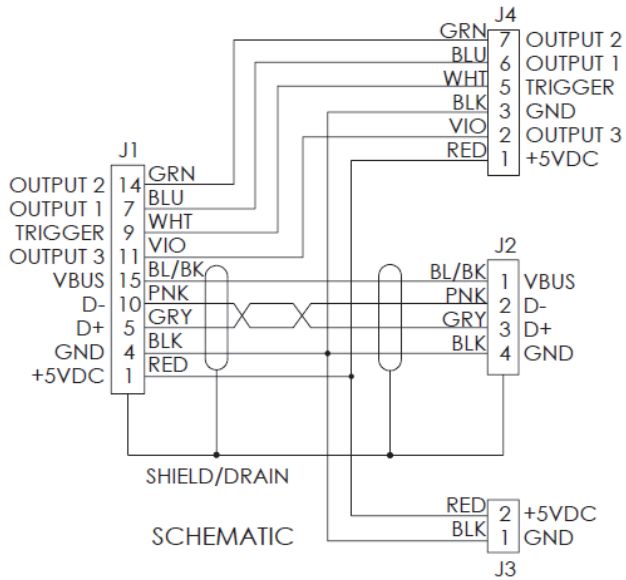 J4
GRN 7 OUTPUT 2
BLU 6 OUTPUT 1
WHT 5 TRIGGER
BLK 3 GND
VIO 2 OUTPUT 3
RED 1 +5VDC
J1
OUTPUT 2 14 GRN
OUTPUT 1 7 BLU
TRIGGER 9 WHT
OUTPUT 3 11 VIO
VBUS 15 BL/BK
D- 10 PNK
D+ 5 GRY
GND 4 BLK
+5VDC 1 RED
J2
BL/BK 1 VBUS
PNK 2 D-
GRY 3 D+
BLK 4 GND
SHIELD/DRAIN
SCHEMATIC
RED 2 +5VDC
BLK 1 GND
J3